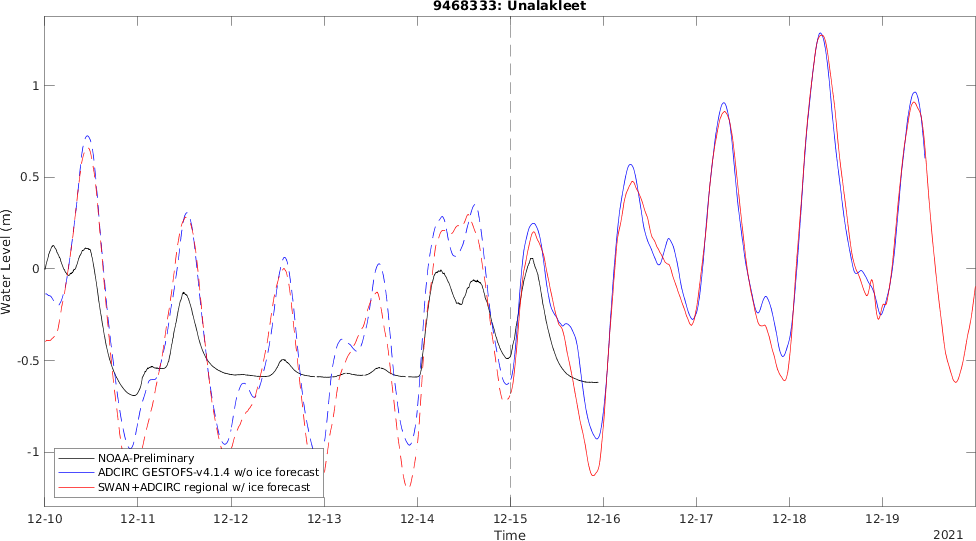 9468333: Unalakleet
Water Level (m)
1
0.5
0
-0.5
-1
NOAA-Preliminary
ADCIRC GESTOFS-v4.1.4 w/o ice forecast
SWAN+ADCIRC regional w/ ice forecast
12-10 12-11 12-12 12-13 12-14 12-15 12-16 12-17 12-18 12-19
Time
2021